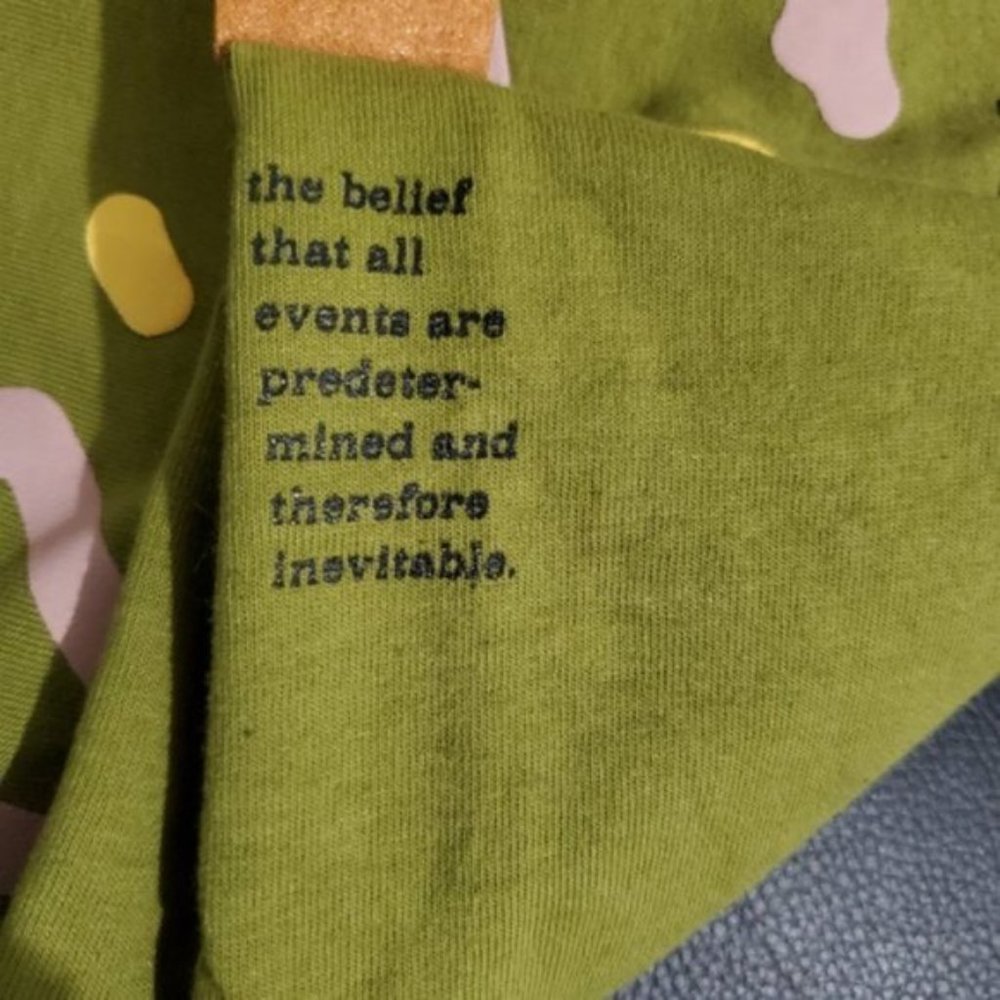 the belief
that all
events are
predeter-
mined and
therefore
inevitable.